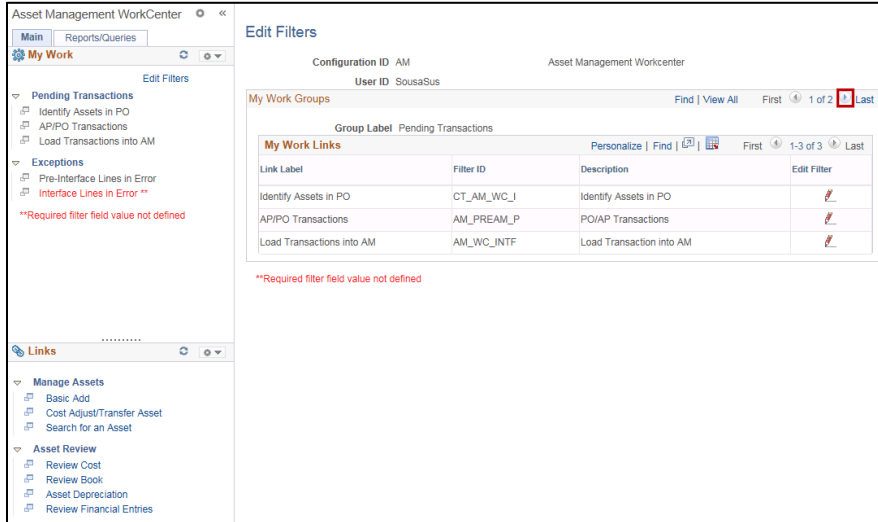 Asset Management WorkCenter
Main Reports/Queries
My Work
Edit Filters
Pending Transactions
Identify Assets in PO
AP/PO Transactions
Load Transactions into AM
Exceptions
Pre-Interface Lines in Error
Interface Lines in Error **
**Required filter field value not defined
Links
Manage Assets
Basic Add
Cost Adjust/Transfer Asset
Search for an Asset
Asset Review
Review Cost
Review Book
Asset Depreciation
Review Financial Entries
Edit Filters
Configuration ID AM Asset Management Workcenter
User ID SousaSus
My Work Groups Find | View All First 1 of 2 Last
Group Label Pending Transactions
My Work Links Personalize | Find | | First 1-3 of 3 Last
Link Label Filter ID Description Edit Filter
Identify Assets in PO CT_AM_WC_I Identify Assets in PO
AP/PO Transactions AM_PREAM_P PO/AP Transactions
Load Transactions into AM AM_WC_INTF Load Transaction into AM
**Required filter field value not defined